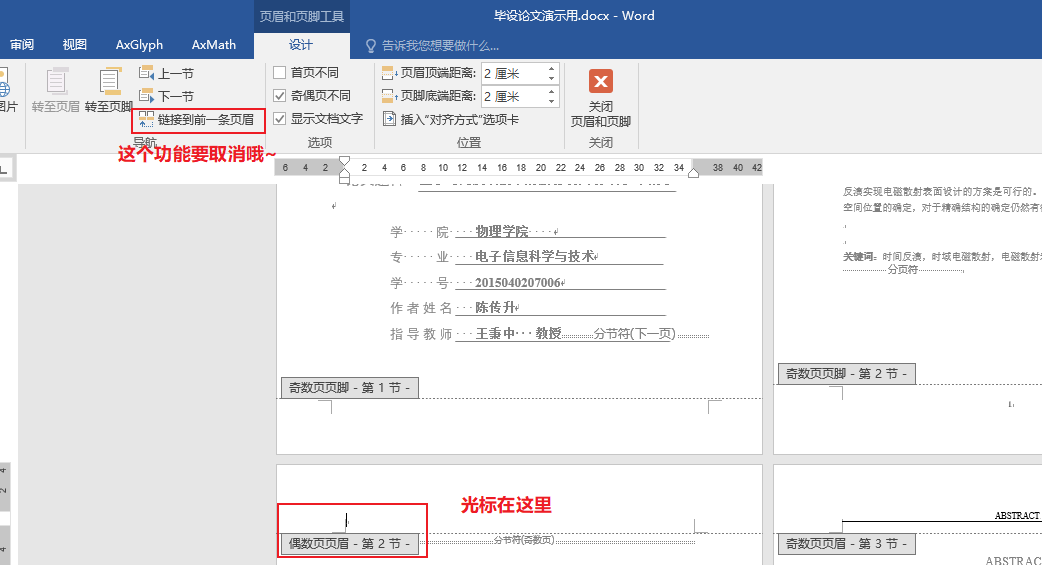 页眉和页脚工具
毕设论文演示用.docx - Word
审阅 视图 AxGlyph AxMath 设计 告诉我您想要做什么...
图片
转至页眉 转至页脚
上一节
下一节
链接到前一条页眉
导航
首页不同
奇偶页不同
显示文档文字
选项
页眉顶端距离: 2 厘米
页脚底端距离: 2 厘米
插入“对齐方式”选项卡
位置
关闭
页眉和页脚
关闭
这个功能要取消哦~
6 4 2 2 4 6 8 10 12 14 16 18 20 22 24 26 28 30 32 34 38 40 42
学 院 物理学院
专 业 电子信息科学与技术
学 号 2015040207006
作 者 姓 名 陈传升
指 导 教 师 王秉中 教授 分节符(下一页)
奇数页页脚 - 第 1 节 -
反演实现电磁散射表面设计的方案是可行的。
空间位置的确定，对于精确结构的确定仍然有
关键词：时间反演，时域电磁散射，电磁散射
分页符
奇数页页脚 - 第 2 节 -
4
2
4
光标在这里
偶数页页眉 - 第 2 节 -
分节符(奇数页)
ABSTRACT
奇数页页眉 - 第 3 节 -
ABSTRAC